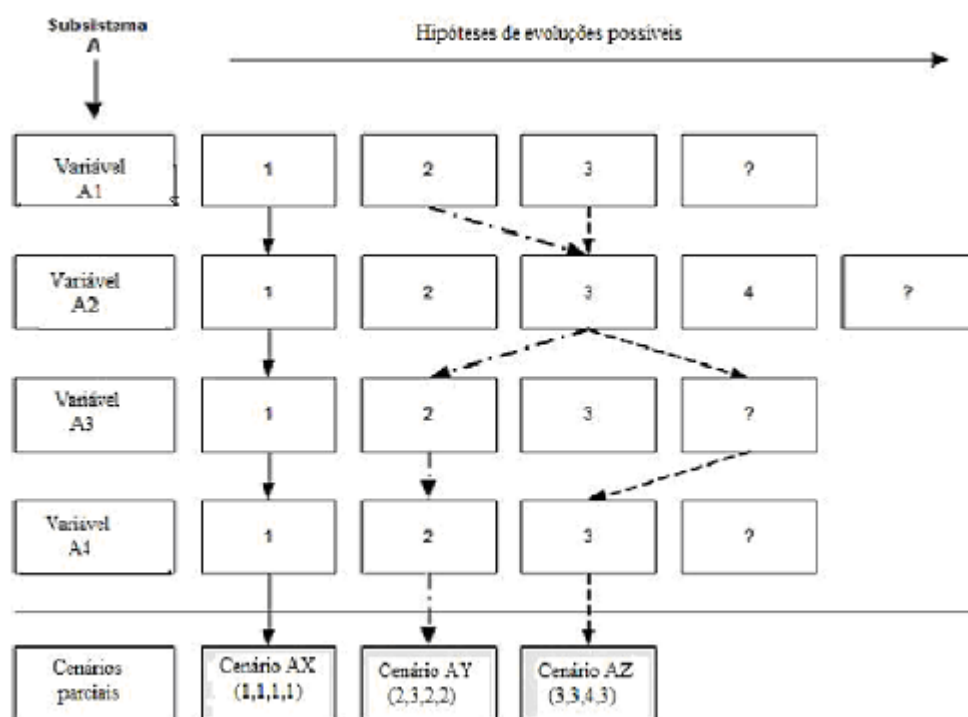 Subsistema
A
Hipóteses de evoluções possíveis
Variável
A1
1
2
3
?
Variável
A2
1
2
3
4
?
Variável
A3
1
2
3
?
Variável
A4
1
2
3
?
Cenários
parciais
Cenário AX
(1,1,1,1)
Cenário AY
(2,3,2,2)
Cenário AZ
(3,3,4,3)